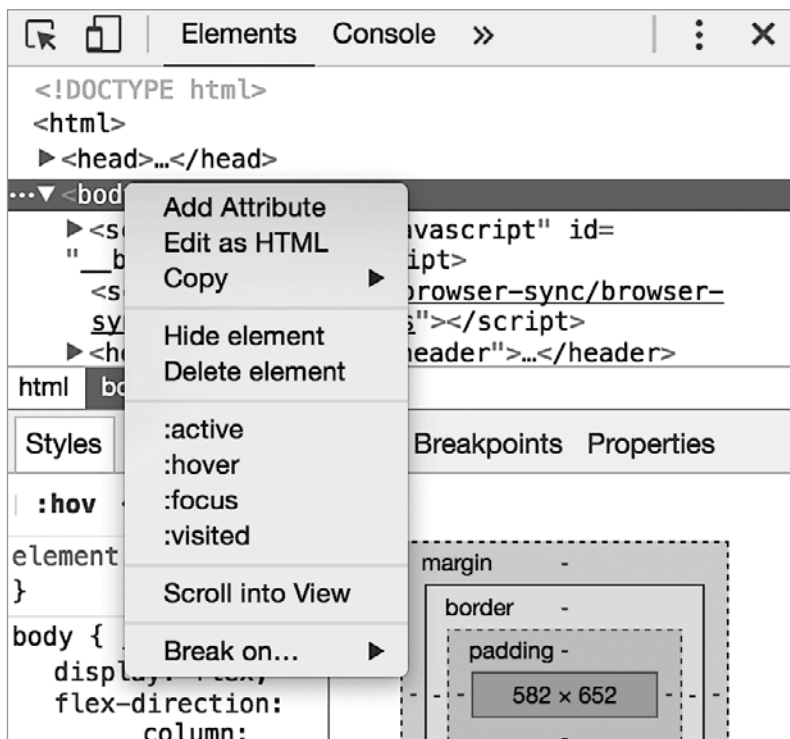 Elements Console »
<!DOCTYPE html>
<html>
▶<head>…</head>
…▼<bod
▶<s avascript" id=
"__b ipt>
<s browser-sync/browser-
sy s"></script>
▶<he header">…</header>
Add Attribute
Edit as HTML
Copy ▶
Hide element
Delete element
:active
:hover
:focus
:visited
Scroll into View
Break on… ▶
html bo
Styles Breakpoints Properties
:hov
element
}
body {
display: flex;
flex-direction:
column;
margin -
border -
padding -
- - - 582 × 652 - - -
-